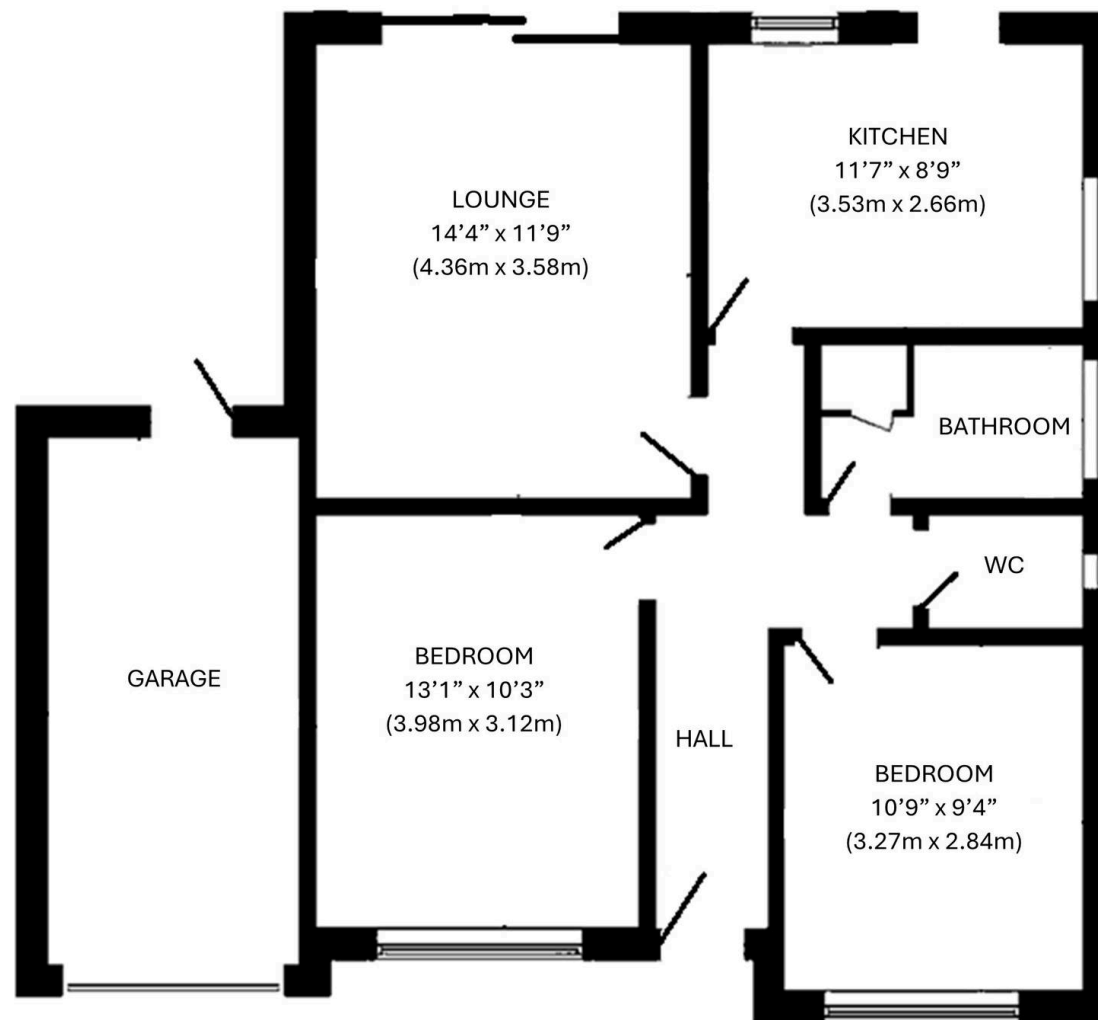 KITCHEN
11’7” x 8’9”
(3.53m x 2.66m)
LOUNGE
14’4” x 11’9”
(4.36m x 3.58m)
BATHROOM
WC
GARAGE
BEDROOM
13’1” x 10’3”
(3.98m x 3.12m)
HALL
BEDROOM
10’9” x 9’4”
(3.27m x 2.84m)